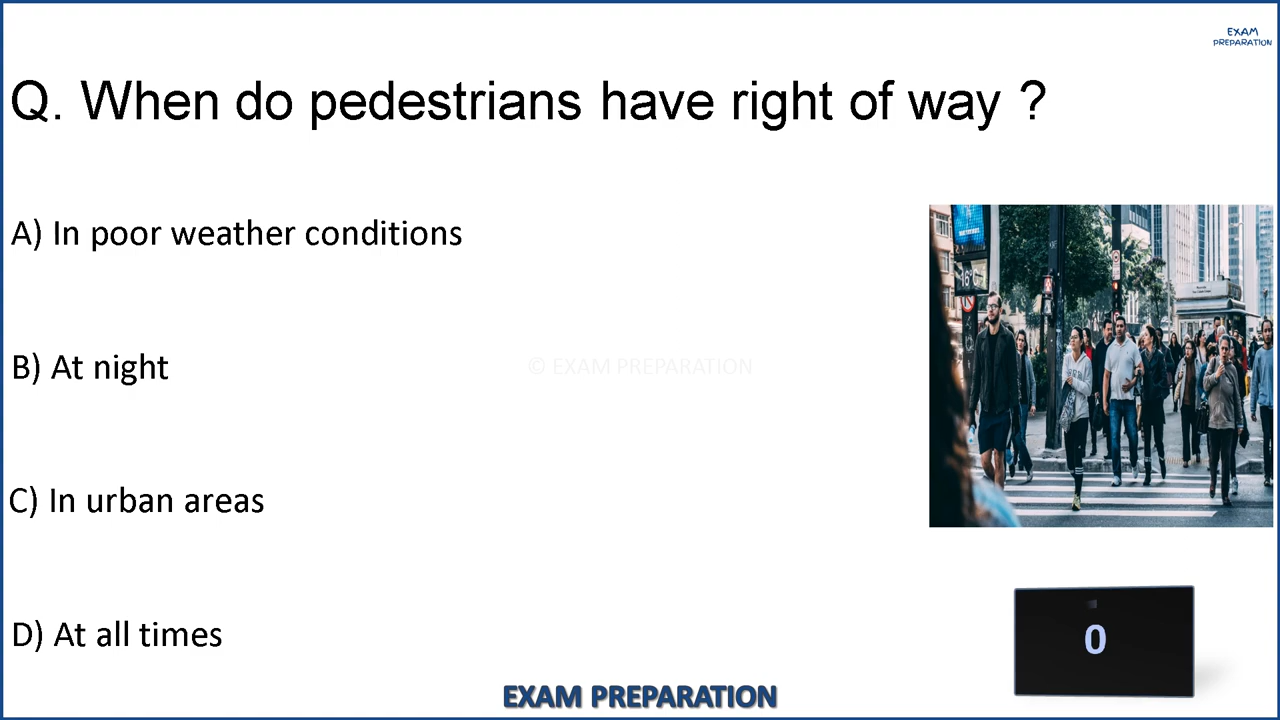 EXAM
PREPARATION
Q. When do pedestrians have right of way ?
A) In poor weather conditions
B) At night
© EXAM PREPARATION
C) In urban areas
D) At all times
16°C
0
EXAM PREPARATION